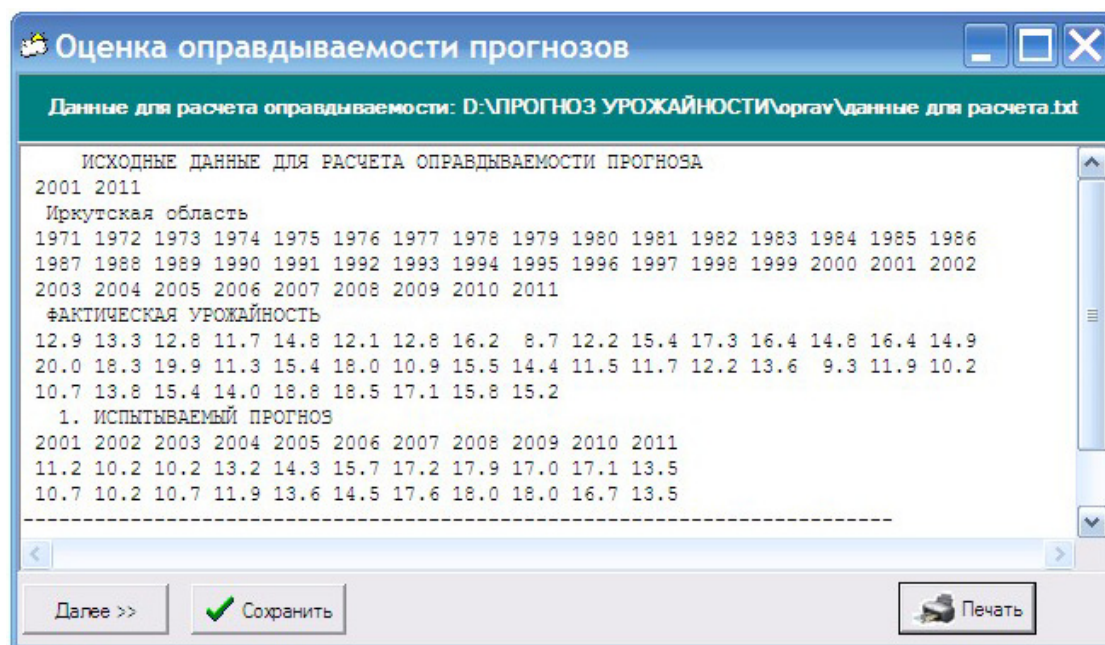 Оценка оправдываемости прогнозов
Данные для расчета оправдываемости: D:\ПРОГНОЗ УРОЖАЙНОСТИ\oprav\данные для расчета.txt
ИСХОДНЫЕ ДАННЫЕ ДЛЯ РАСЧЕТА ОПРАВДЫВАЕМОСТИ ПРОГНОЗА
2001 2011
Иркутская область
1971 1972 1973 1974 1975 1976 1977 1978 1979 1980 1981 1982 1983 1984 1985 1986
1987 1988 1989 1990 1991 1992 1993 1994 1995 1996 1997 1998 1999 2000 2001 2002
2003 2004 2005 2006 2007 2008 2009 2010 2011
ФАКТИЧЕСКАЯ УРОЖАЙНОСТЬ
12.9 13.3 12.8 11.7 14.8 12.1 12.8 16.2 8.7 12.2 15.4 17.3 16.4 14.8 16.4 14.9
20.0 18.3 19.9 11.3 15.4 18.0 10.9 15.5 14.4 11.5 11.7 12.2 13.6 9.3 11.9 10.2
10.7 13.8 15.4 14.0 18.8 18.5 17.1 15.8 15.2
1. ИСПЫТЫВАЕМЫЙ ПРОГНОЗ
2001 2002 2003 2004 2005 2006 2007 2008 2009 2010 2011
11.2 10.2 10.2 13.2 14.3 15.7 17.2 17.9 17.0 17.1 13.5
10.7 10.2 10.7 11.9 13.6 14.5 17.6 18.0 18.0 16.7 13.5
-------------------------------------------------------------------------
Далее >>
Сохранить
Печать